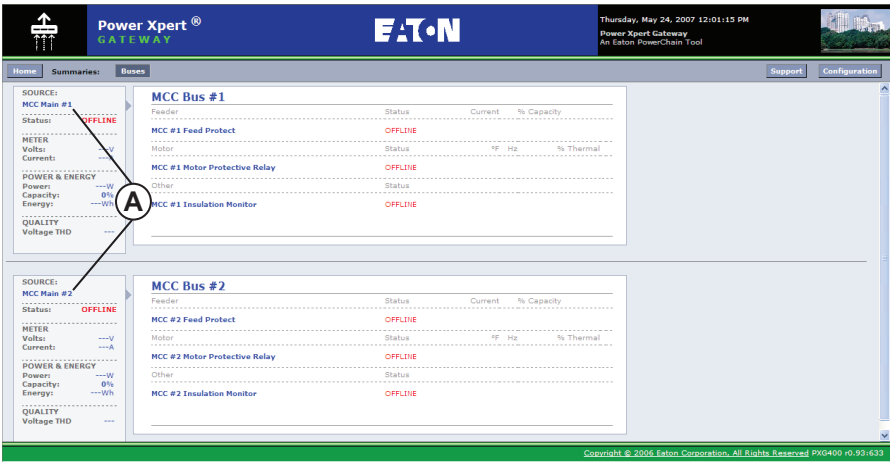 Power Xpert ®
GATEWAY
EATON
Thursday, May 24, 2007 12:01:15 PM
Power Xpert Gateway
An Eaton PowerChain Tool
Home Summaries: Buses Support Configuration
SOURCE:
MCC Main #1
Status: OFFLINE
METER
Volts: ---V
Current: ---
POWER & ENERGY
Power: ---W
Capacity: 0%
Energy: ---Wh
QUALITY
Voltage THD ---
MCC Bus #1
Feeder Status Current % Capacity
MCC #1 Feed Protect OFFLINE
Motor Status °F Hz % Thermal
MCC #1 Motor Protective Relay OFFLINE
Other Status
MCC #1 Insulation Monitor OFFLINE
A
SOURCE:
MCC Main #2
Status: OFFLINE
METER
Volts: ---V
Current: ---A
POWER & ENERGY
Power: ---W
Capacity: 0%
Energy: ---Wh
QUALITY
Voltage THD ---
MCC Bus #2
Feeder Status Current % Capacity
MCC #2 Feed Protect OFFLINE
Motor Status °F Hz % Thermal
MCC #2 Motor Protective Relay OFFLINE
Other Status
MCC #2 Insulation Monitor OFFLINE
Copyright © 2006 Eaton Corporation. All Rights Reserved PXG400 r0.93:633